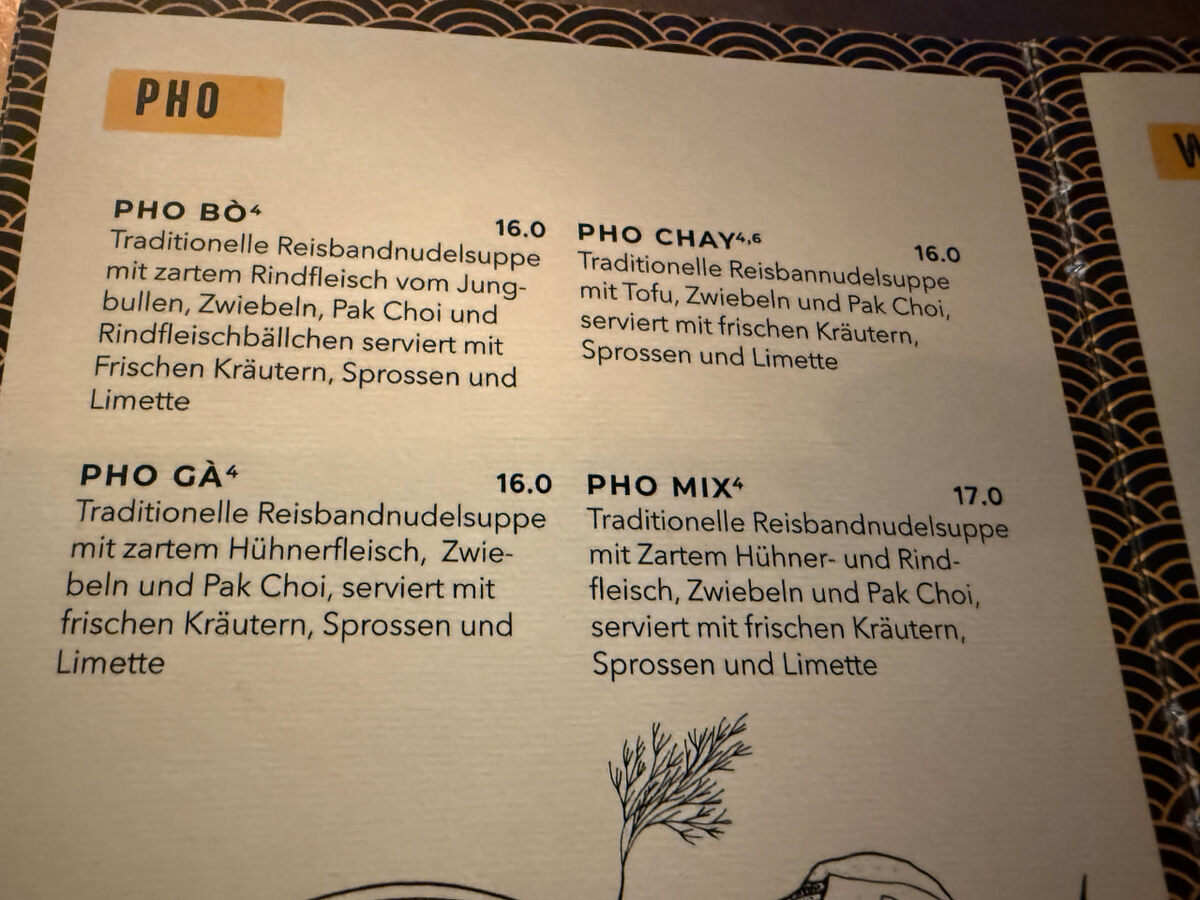 PHO
PHO BÒ⁴ 16.0
Traditionelle Reisbandnudelsuppe
mit zartem Rindfleisch vom Jung-
bullen, Zwiebeln, Pak Choi und
Rindfleischbällchen serviert mit
Frischen Kräutern, Sprossen und
Limette
PHO CHAY⁴,⁶ 16.0
Traditionelle Reisbannudelsuppe
mit Tofu, Zwiebeln und Pak Choi,
serviert mit frischen Kräutern,
Sprossen und Limette
PHO GÀ⁴ 16.0
Traditionelle Reisbandnudelsuppe
mit zartem Hühnerfleisch, Zwie-
beln und Pak Choi, serviert mit
frischen Kräutern, Sprossen und
Limette
PHO MIX⁴ 17.0
Traditionelle Reisbandnudelsuppe
mit Zartem Hühner- und Rind-
fleisch, Zwiebeln und Pak Choi,
serviert mit frischen Kräutern,
Sprossen und Limette